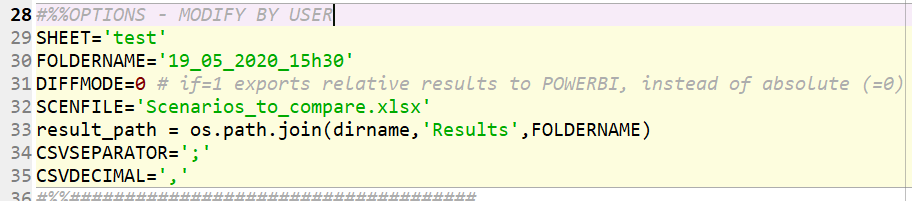 28 #%%OPTIONS - MODIFY BY USER
29 SHEET='test'
30 FOLDERNAME='19_05_2020_15h30'
31 DIFFMODE=0 # if=1 exports relative results to POWERBI, instead of absolute (=0)
32 SCENFILE='Scenarios_to_compare.xlsx'
33 result_path = os.path.join(dirname,'Results',FOLDERNAME)
34 CSVSEPARATOR=';'
35 CSVDECIMAL=','
36 #%%#####################################